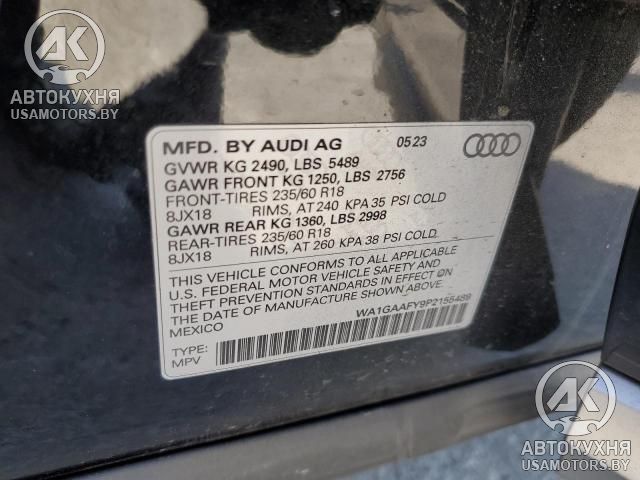 AK
АВТОКУХНЯ
USAMOTORS.BY
MFD. BY AUDI AG 0523
GVWR KG 2490, LBS 5489
GAWR FRONT KG 1250, LBS 2756
FRONT-TIRES 235/60 R18
8JX18 RIMS, AT 240 KPA 35 PSI COLD
GAWR REAR KG 1360, LBS 2998
REAR-TIRES 235/60 R18
8JX18 RIMS, AT 260 KPA 38 PSI COLD.
THIS VEHICLE CONFORMS TO ALL APPLICABLE
U.S. FEDERAL MOTOR VEHICLE SAFETY AND
THEFT PREVENTION STANDARDS IN EFFECT ON
THE DATE OF MANUFACTURE SHOWN ABOVE.
MEXICO
WA1GAAFY9P2155489
TYPE:
MPV
AK
АВТОКУХНЯ
USAMOTORS.BY